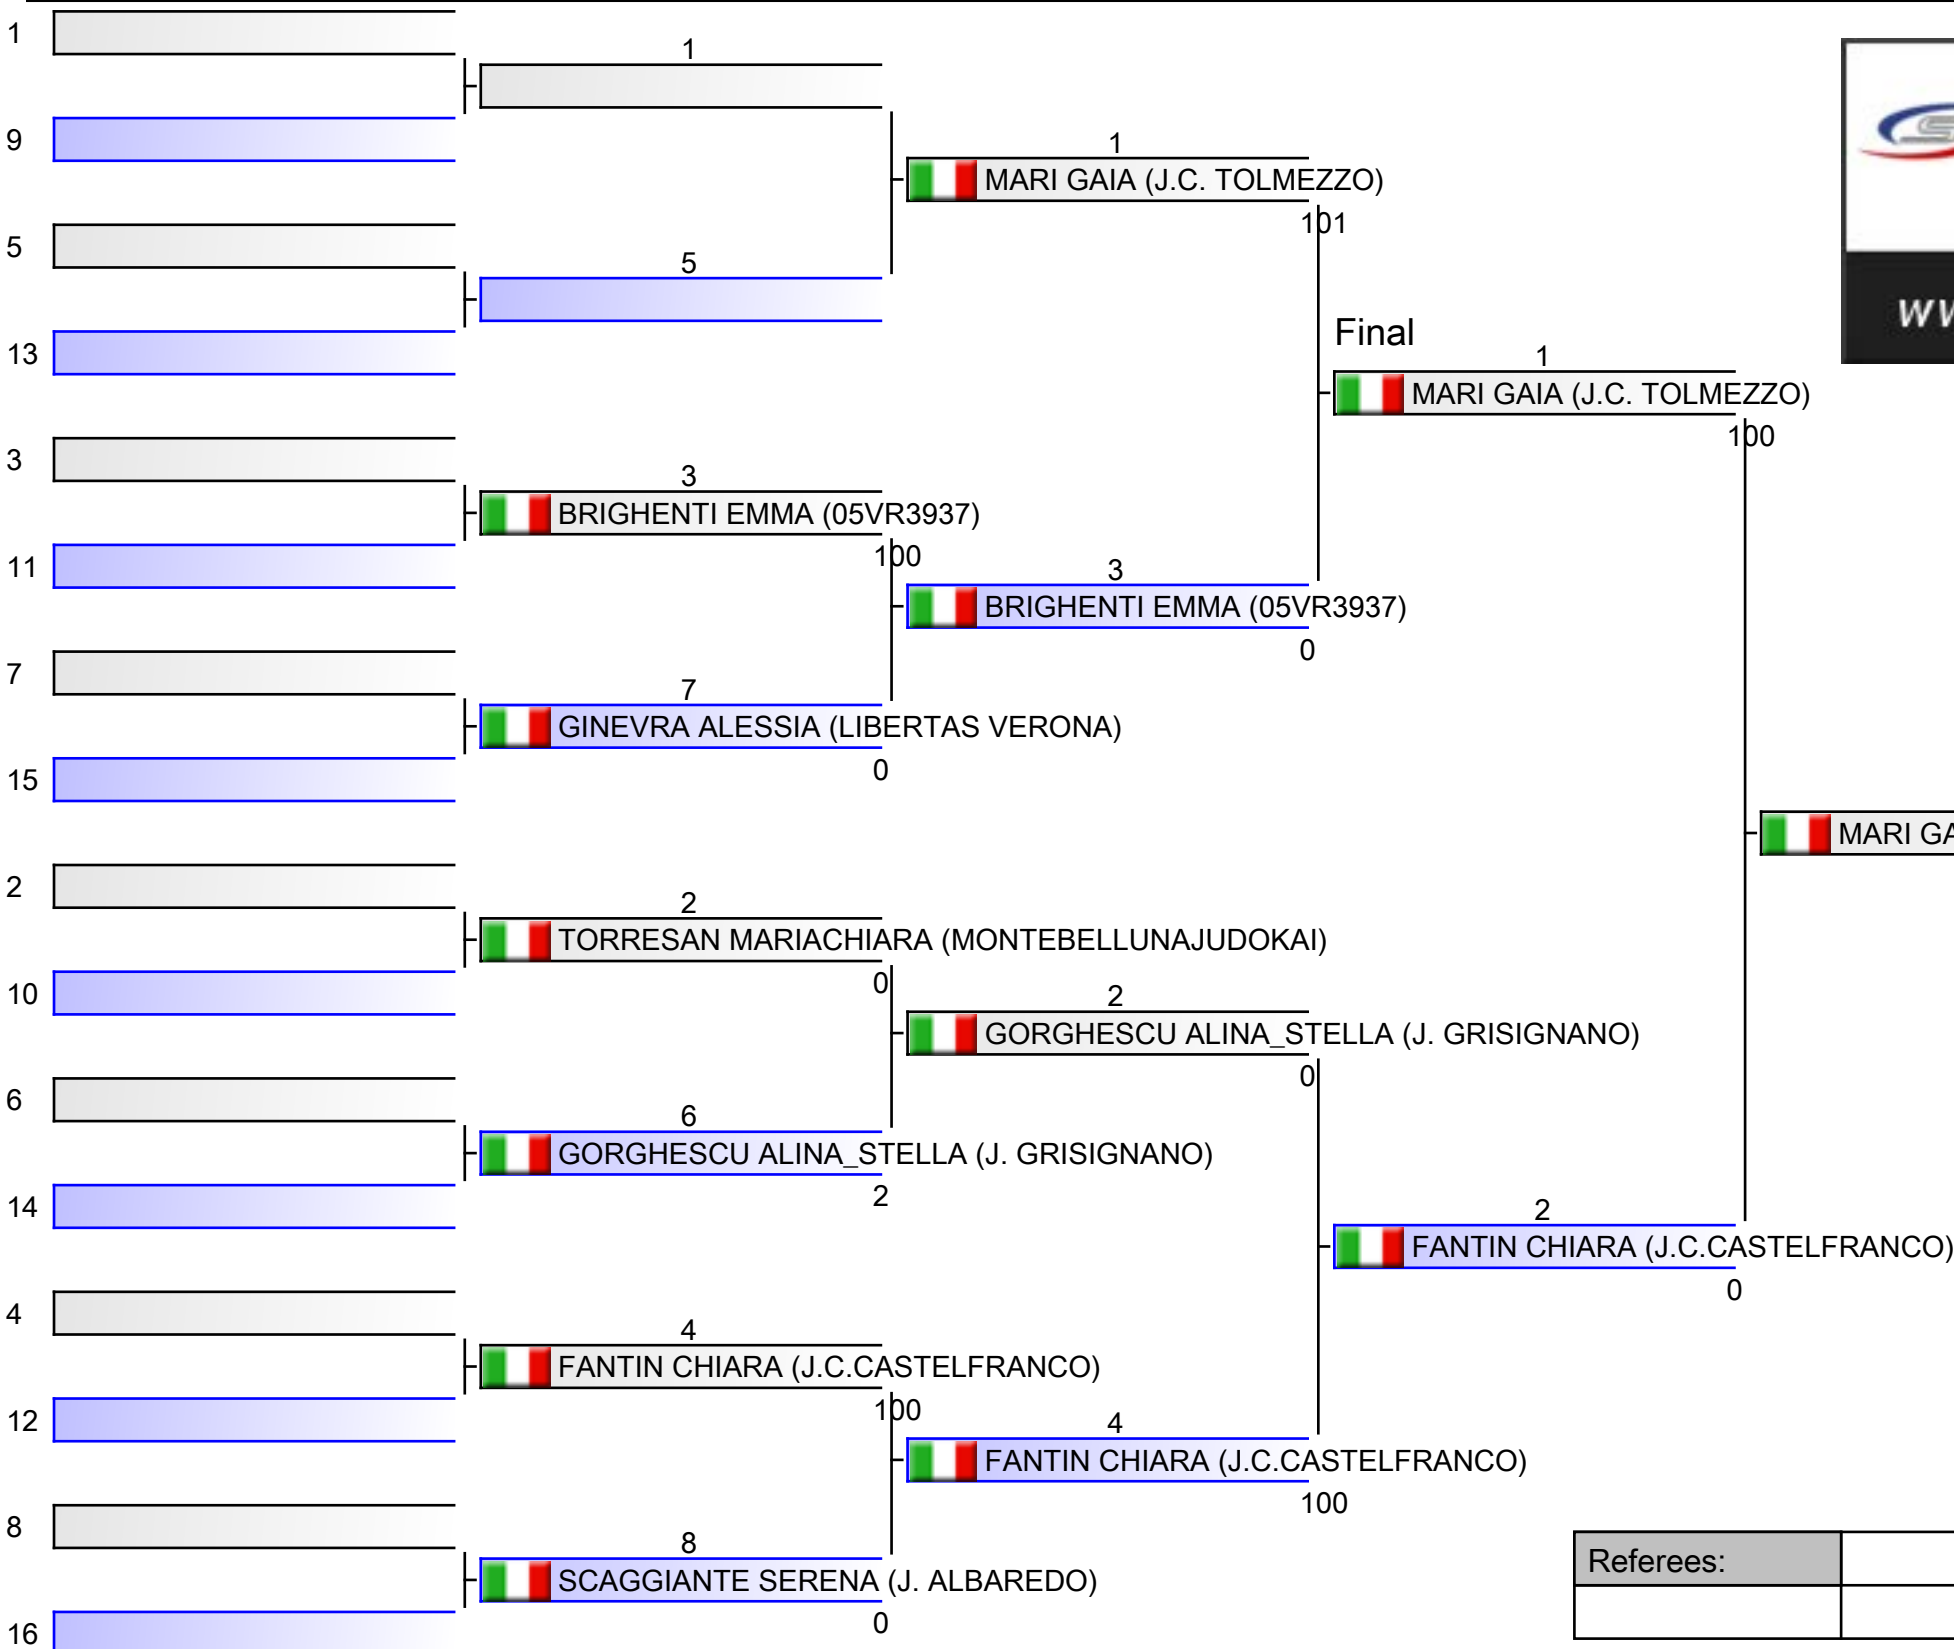 1
9
5
13
3
11
7
15
2
10
6
14
4
12
8
16
1
5
3
BRIGHENTI EMMA (05VR3937)
100
7
GINEVRA ALESSIA (LIBERTAS VERONA)
0
2
TORRESAN MARIACHIARA (MONTEBELLUNAJUDOKAI)
0
6
GORGHESCU ALINA_STELLA (J. GRISIGNANO)
2
4
FANTIN CHIARA (J.C.CASTELFRANCO)
100
8
SCAGGIANTE SERENA (J. ALBAREDO)
0
1
MARI GAIA (J.C. TOLMEZZO)
101
3
BRIGHENTI EMMA (05VR3937)
0
2
GORGHESCU ALINA_STELLA (J. GRISIGNANO)
0
4
FANTIN CHIARA (J.C.CASTELFRANCO)
100
Final
1
MARI GAIA (J.C. TOLMEZZO)
100
2
FANTIN CHIARA (J.C.CASTELFRANCO)
0
MARI GA
Referees: